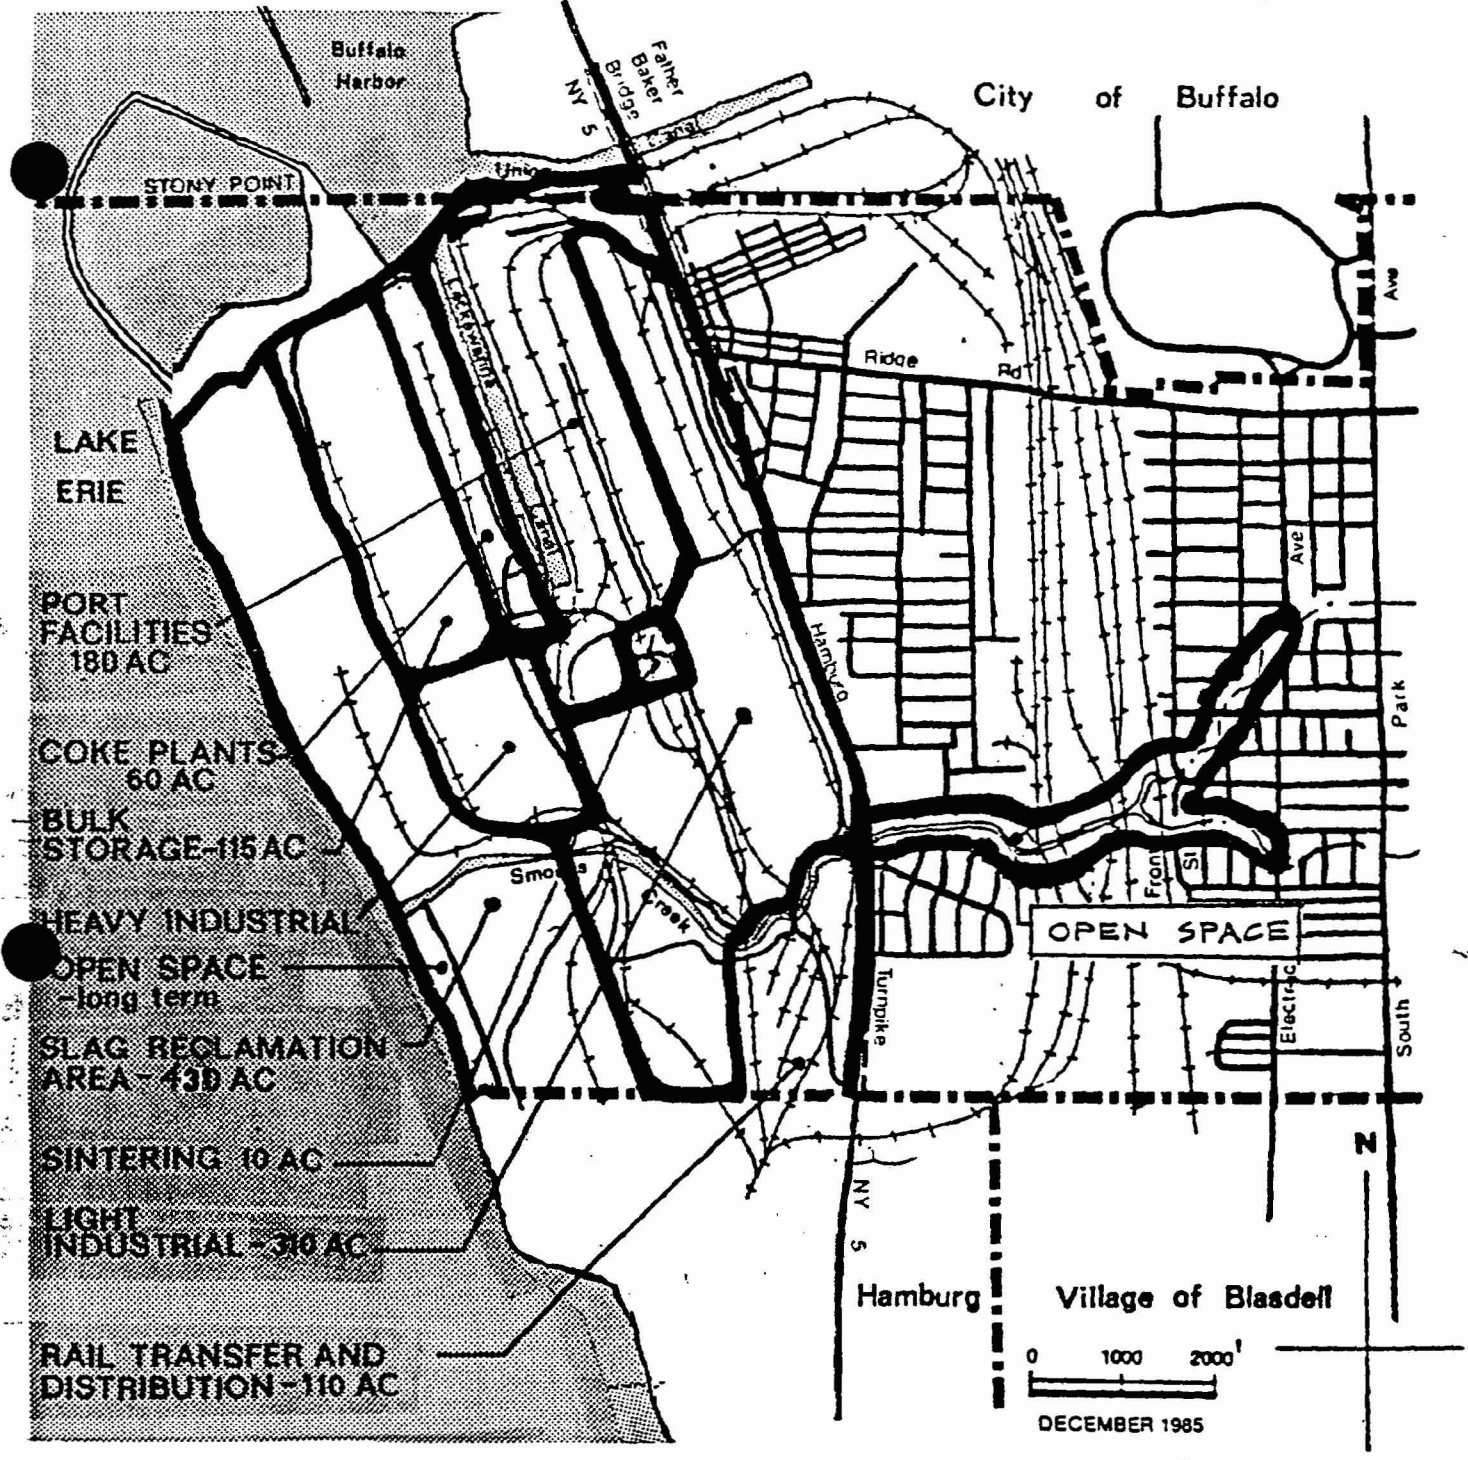 Buffalo
Harbor
Father
Baker
Bridge
NY 5
City of Buffalo
Union
Canal
STONY POINT
Ave
Lackawanna
Canal
Ridge Rd
LAKE
ERIE
Ave
PORT
FACILITIES
180 AC
Hamburg
Park
COKE PLANTS-
60 AC
BULK
STORAGE-115 AC
Smokes
Creek
Front
St
HEAVY INDUSTRIAL
OPEN SPACE
OPEN SPACE
-long term
Turnpike
Electric
South
SLAG RECLAMATION
AREA-430 AC
SINTERING 10 AC
N
LIGHT
INDUSTRIAL-310 AC
NY 5
Hamburg
Village of Blasdell
RAIL TRANSFER AND
DISTRIBUTION-110 AC
0 1000 2000'
DECEMBER 1985